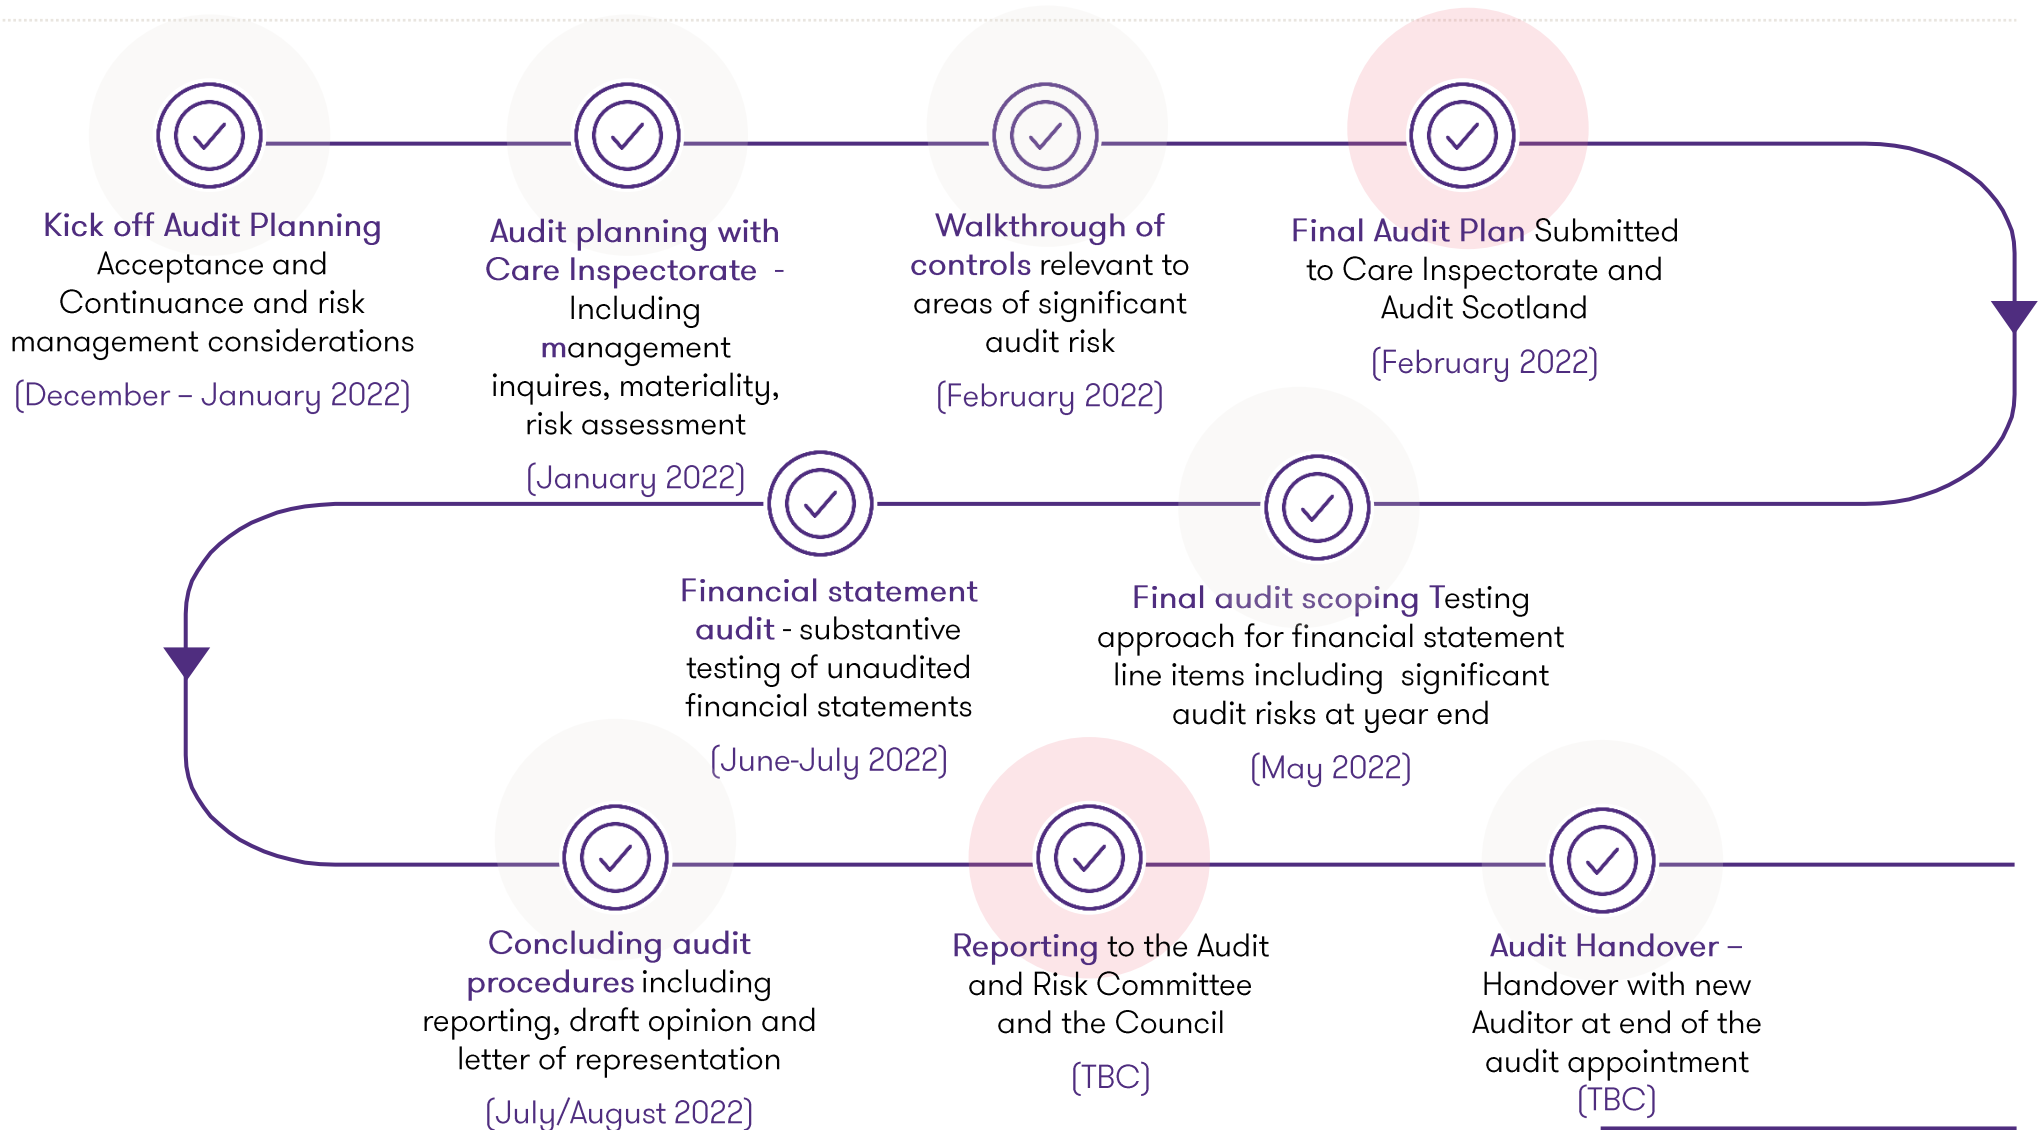 Kick off Audit Planning
Acceptance and
Continuance and risk
management considerations
(December – January 2022)
Audit planning with
Care Inspectorate -
Including
management
inquires, materiality,
risk assessment
(January 2022)
Walkthrough of
controls relevant to
areas of significant
audit risk
(February 2022)
Final Audit Plan Submitted
to Care Inspectorate and
Audit Scotland
(February 2022)
Final audit scoping Testing
approach for financial statement
line items including significant
audit risks at year end
(May 2022)
Financial statement
audit - substantive
testing of unaudited
financial statements
(June-July 2022)
Concluding audit
procedures including
reporting, draft opinion and
letter of representation
(July/August 2022)
Reporting to the Audit
and Risk Committee
and the Council
(TBC)
Audit Handover –
Handover with new
Auditor at end of the
audit appointment
(TBC)